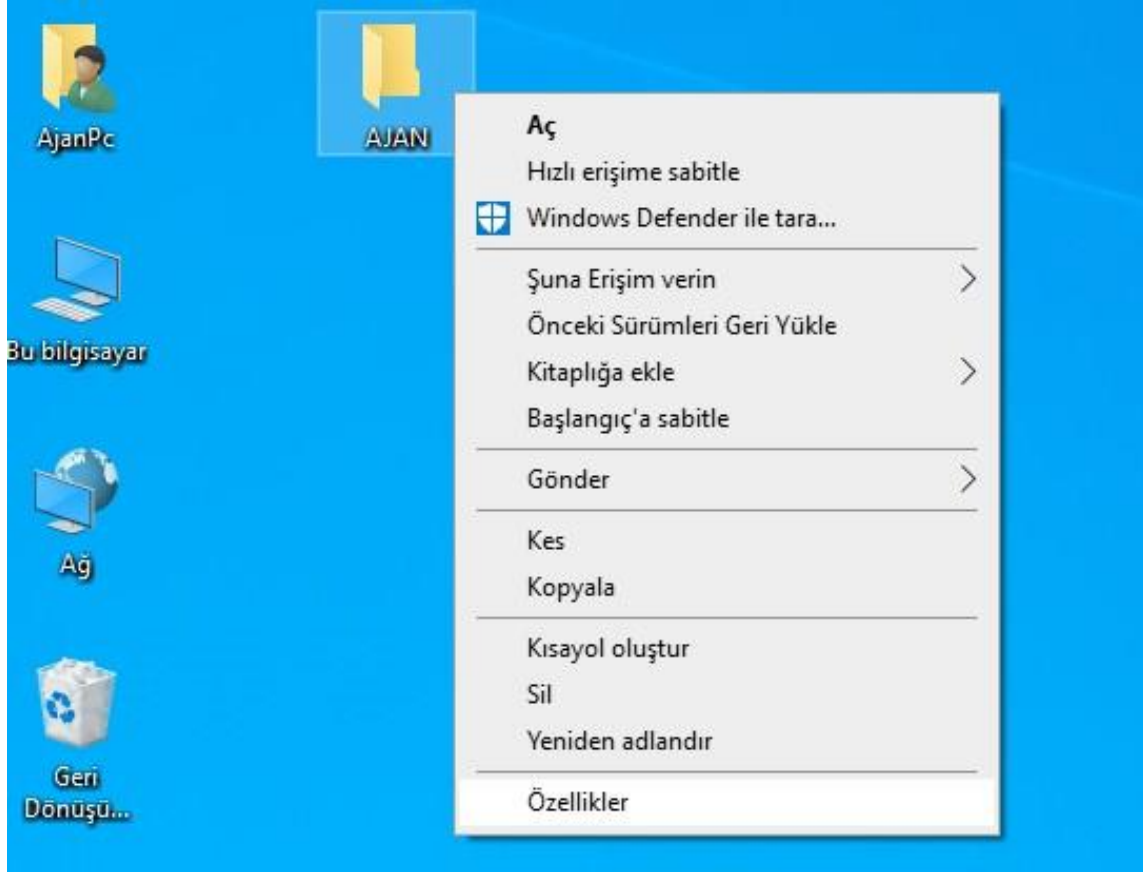 AjanPc
AJAN
Aç
Hızlı erişime sabitle
Windows Defender ile tara...
Şuna Erişim verin
Önceki Sürümleri Geri Yükle
Kitaplığa ekle
Başlangıç'a sabitle
Gönder
Kes
Kopyala
Kısayol oluştur
Sil
Yeniden adlandır
Özellikler
Bu bilgisayar
Ağ
Geri
Dönüşü...